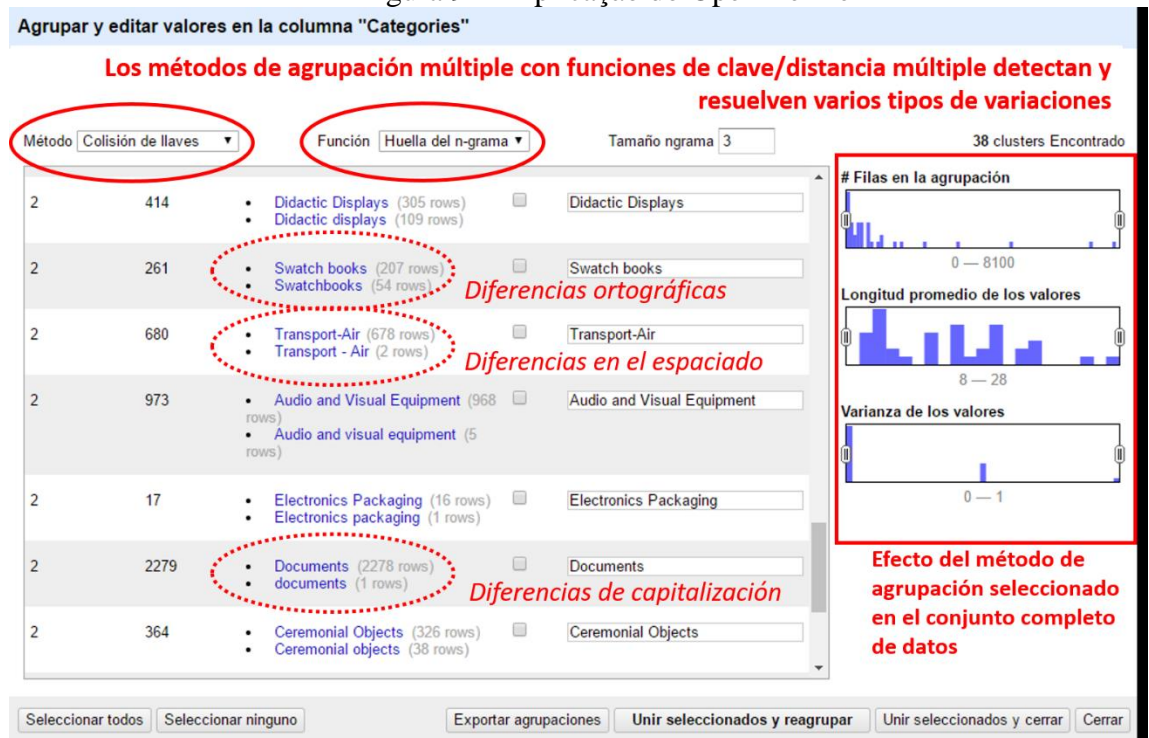 Agrupar y editar valores en la columna "Categories"
Los métodos de agrupación múltiple con funciones de clave/distancia múltiple detectan y
resuelven varios tipos de variaciones
Método Colisión de llaves Función Huella del n-grama Tamaño ngrama 3 38 clusters Encontrado
2 414 • Didactic Displays (305 rows) Didactic Displays
• Didactic displays (109 rows)
2 261 • Swatch books (207 rows) Swatch books
• Swatchbooks (54 rows)
Diferencias ortográficas
2 680 • Transport-Air (678 rows) Transport-Air
• Transport - Air (2 rows)
Diferencias en el espaciado
2 973 • Audio and Visual Equipment (968 Audio and Visual Equipment
rows)
• Audio and visual equipment (5
rows)
2 17 • Electronics Packaging (16 rows) Electronics Packaging
• Electronics packaging (1 rows)
2 2279 • Documents (2278 rows) Documents
• documents (1 rows)
Diferencias de capitalización
2 364 • Ceremonial Objects (326 rows) Ceremonial Objects
• Ceremonial objects (38 rows)
# Filas en la agrupación
0 — 8100
Longitud promedio de los valores
8 — 28
Varianza de los valores
0 — 1
Efecto del método de
agrupación seleccionado
en el conjunto completo
de datos
Seleccionar todos Seleccionar ninguno Exportar agrupaciones Unir seleccionados y reagrupar Unir seleccionados y cerrar Cerrar